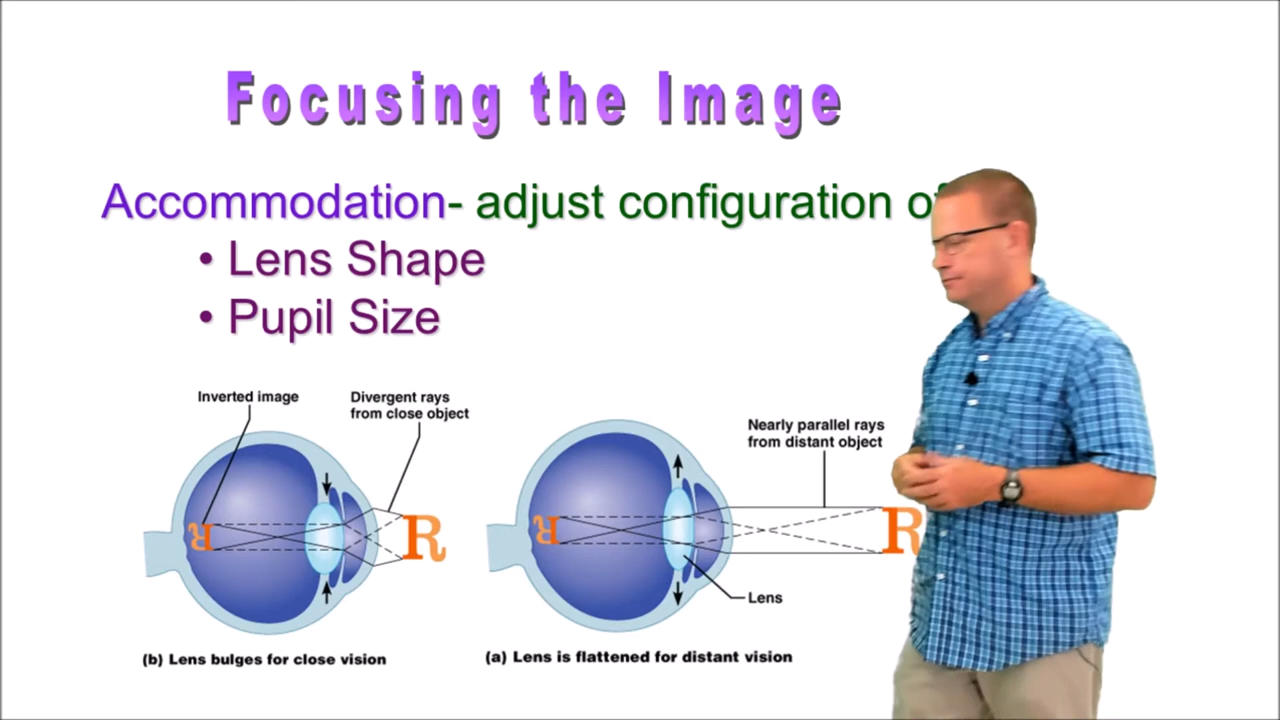 Focusing the Image
Accommodation- adjust configuration of
• Lens Shape
• Pupil Size
Inverted image
Divergent rays
from close object
Nearly parallel rays
from distant object
R
R
R
R
Lens
(b) Lens bulges for close vision
(a) Lens is flattened for distant vision